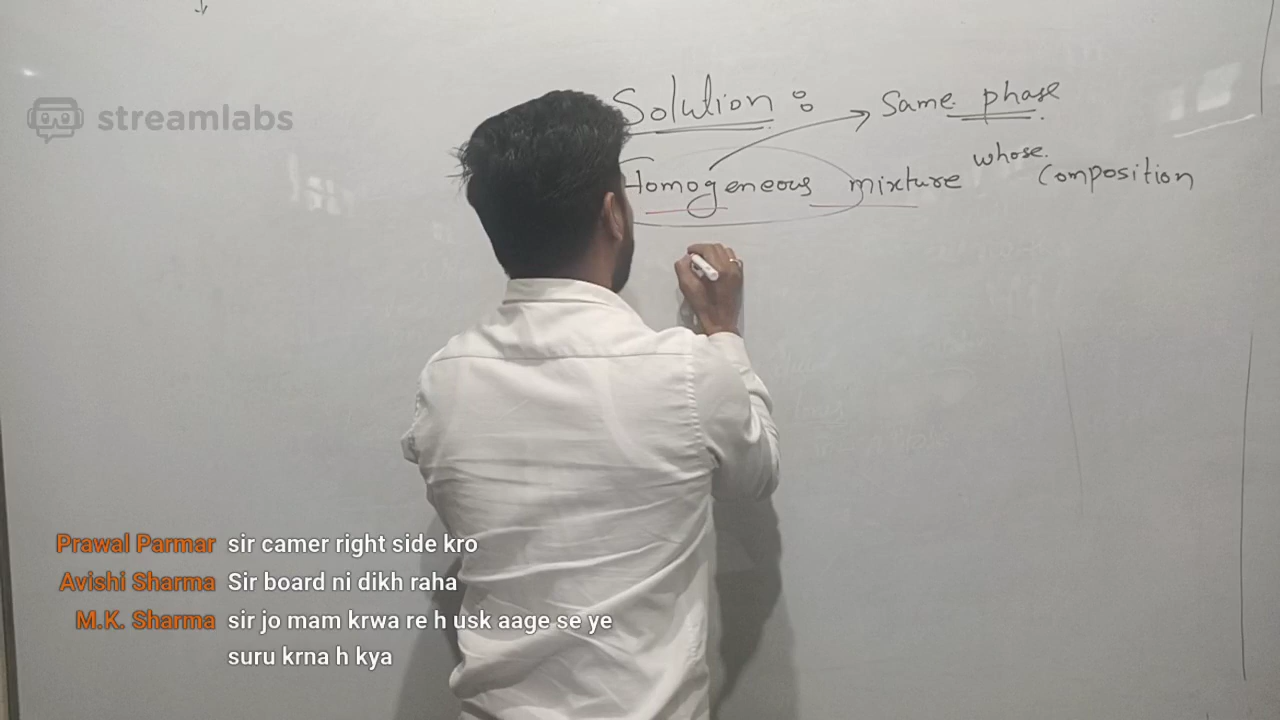 streamlabs
Solution :
Same phase
Homogeneous mixture whose composition
Prawal Parmar sir camer right side kro
Avishi Sharma Sir board ni dikh raha
M.K. Sharma sir jo mam krwa re h usk aage se ye
suru krna h kya